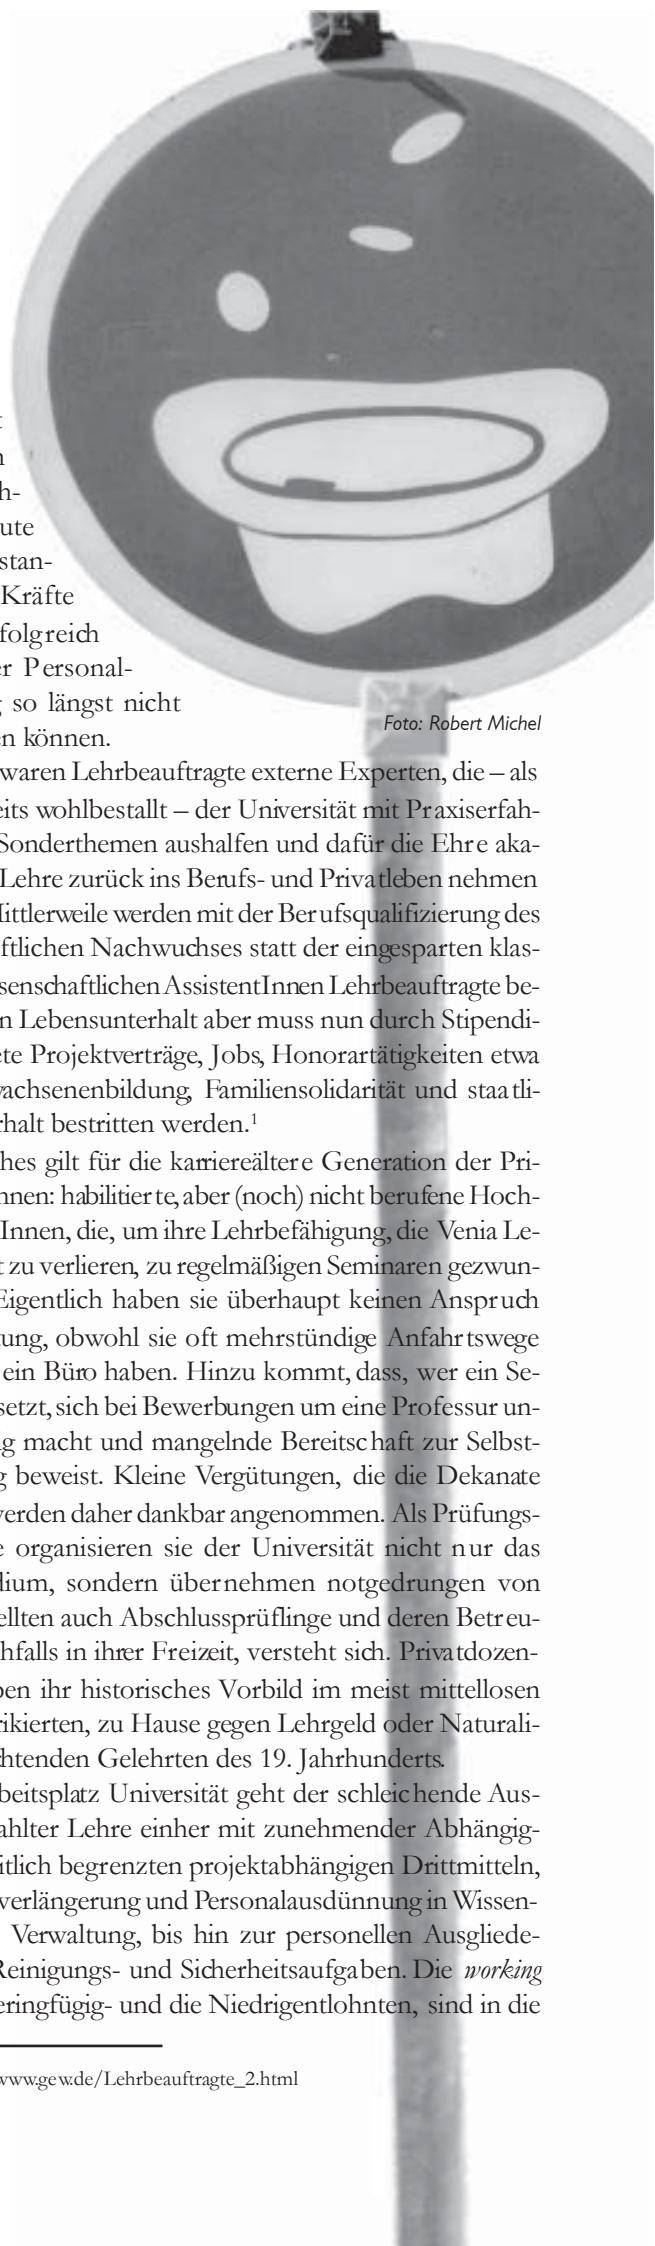 t
n
h-
ute
stan-
Kräfte
folgreich
er Personal-
g so längst nicht
en können.
Foto: Robert Michel
waren Lehrbeauftragte externe Experten, die – als
eits wohlbestallt – der Universität mit Praxiserfah-
Sonderthemen aushalfen und dafür die Ehre aka-
Lehre zurück ins Berufs- und Privatleben nehmen
Mittlerweile werden mit der Berufsqualifizierung des
ftlichen Nachwuchses statt der eingesparten klas-
senschaftlichen AssistentInnen Lehrbeauftragte be-
n Lebensunterhalt aber muss nun durch Stipendi-
ete Projektverträge, Jobs, Honorartätigkeiten etwa
wachsenenbildung, Familiensolidarität und staatli-
rhalt bestritten werden.¹
hes gilt für die karriereältere Generation der Pri-
nnen: habilitierte, aber (noch) nicht berufene Hoch-
Innen, die, um ihre Lehrbefähigung, die Venia Le-
t zu verlieren, zu regelmäßigen Seminaren gezwun-
Eigentlich haben sie überhaupt keinen Anspruch
tung, obwohl sie oft mehrstündige Anfahrtswege
ein Büro haben. Hinzu kommt, dass, wer ein Se-
setzt, sich bei Bewerbungen um eine Professur un-
ig macht und mangelnde Bereitschaft zur Selbst-
g beweist. Kleine Vergütungen, die die Dekanate
werden daher dankbar angenommen. Als Prüfungs-
e organisieren sie der Universität nicht nur das
dium, sondern übernehmen notgedrungen von
ellten auch Abschlussprüflinge und deren Betreu-
hfalls in ihrer Freizeit, versteht sich. Privatdozen-
ben ihr historisches Vorbild im meist mittellosen
rikierten, zu Hause gegen Lehrgeld oder Naturali-
chtenden Gelehrten des 19. Jahrhunderts.
beitsplatz Universität geht der schleichende Aus-
ahlter Lehre einher mit zunehmender Abhängig-
itlich begrenzten projektabhängigen Drittmitteln,
verlängerung und Personalausdünnung in Wissen-
Verwaltung, bis hin zur personellen Ausgliede-
Reinigungs- und Sicherheitsaufgaben. Die working
eringfügig- und die Niedrigentlohnten, sind in die
www.gew.de/Lehrbeauftragte_2.html